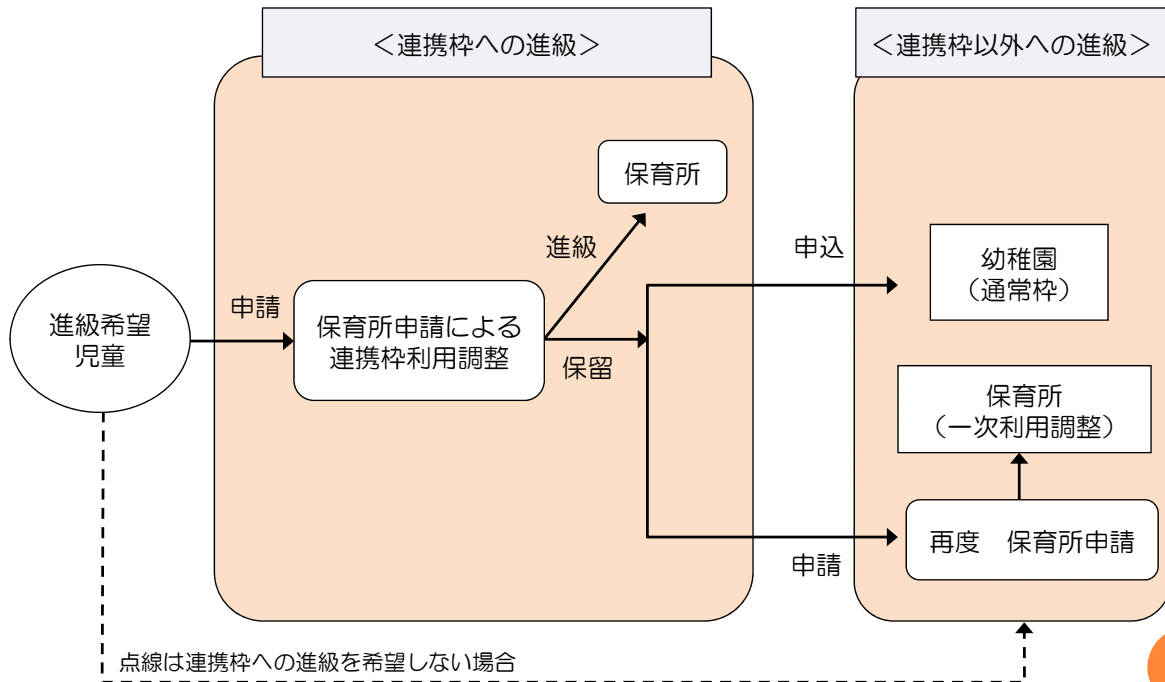 ＜連携枠への進級＞
＜連携枠以外への進級＞
保育所
進級
申込
幼稚園
（通常枠）
進級希望
児童
申請
保育所申請による
連携枠利用調整
保留
保育所
（一次利用調整）
再度　保育所申請
申請
点線は連携枠への進級を希望しない場合